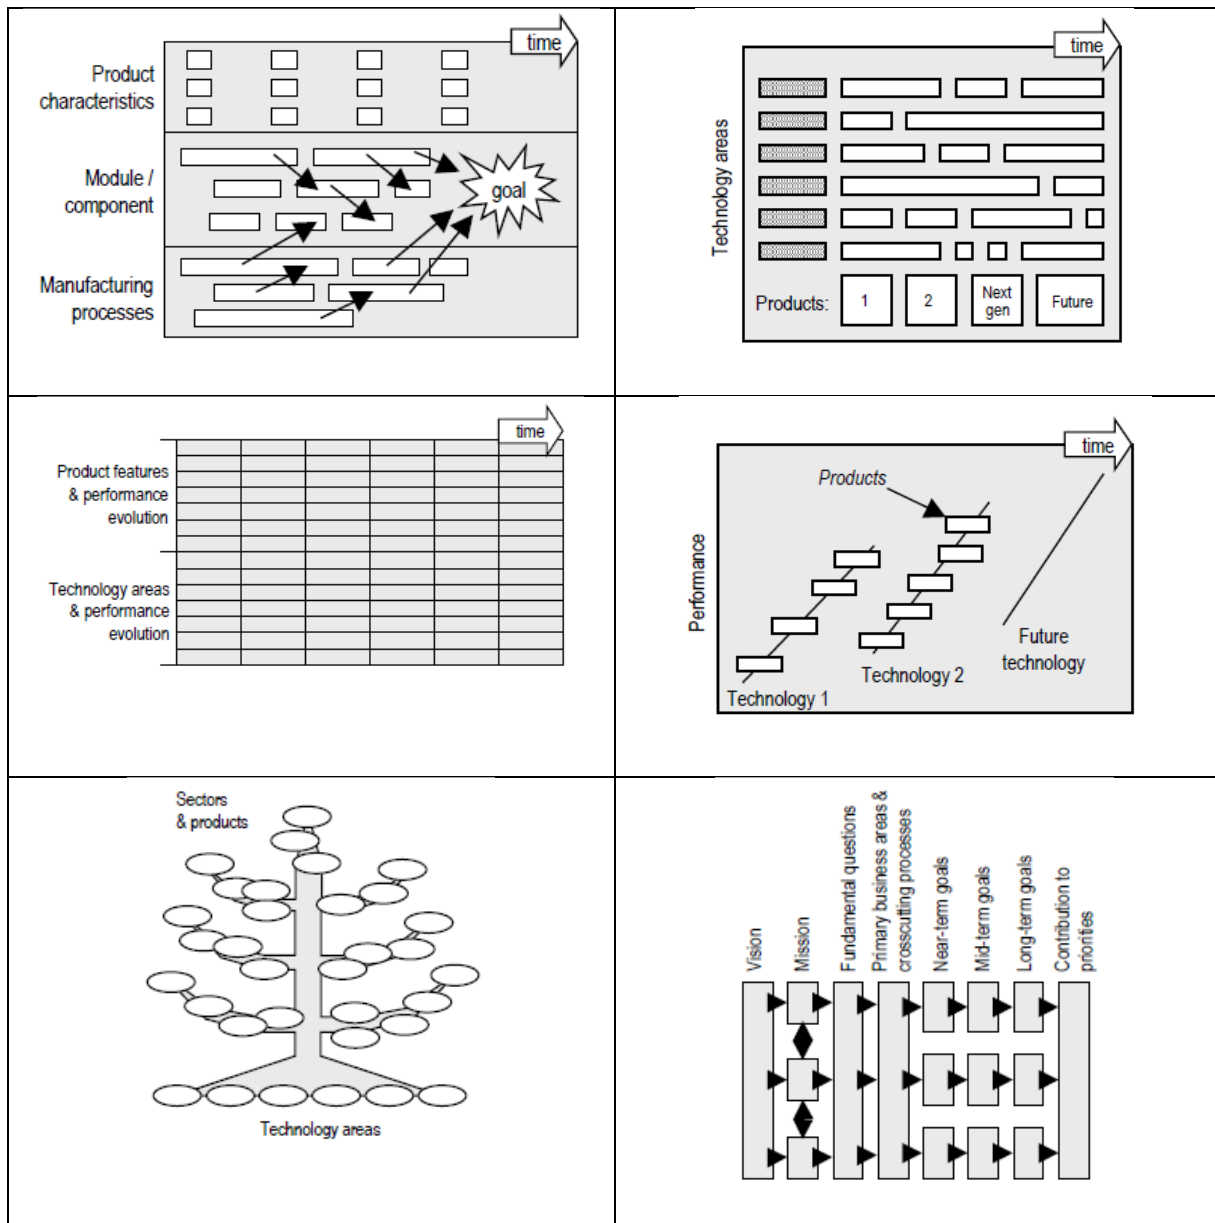 time
Product
characteristics
Module /
component
goal
Manufacturing
processes
time
Technology areas
Products:
1
2
Next
gen
Future
time
Product features
& performance
evolution
Technology areas
& performance
evolution
time
Products
Performance
Future
technology
Technology 2
Technology 1
Sectors
& products
Technology areas
Vision
Mission
Fundamental questions
Primary business areas &
crosscutting processes
Near-term goals
Mid-term goals
Long-term goals
Contribution to
priorities